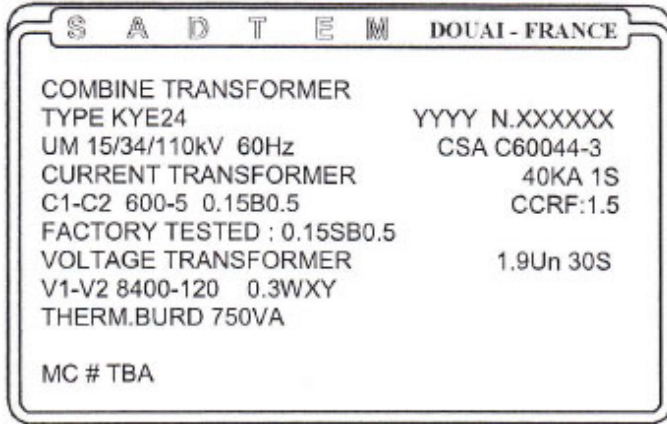 SADTEM DOUAI - FRANCE
COMBINE TRANSFORMER
TYPE KYE24 YYYY N.XXXXXX
UM 15/34/110kV 60Hz CSA C60044-3
CURRENT TRANSFORMER 40KA 1S
C1-C2 600-5 0.15B0.5 CCRF:1.5
FACTORY TESTED : 0.15SB0.5
VOLTAGE TRANSFORMER 1.9Un 30S
V1-V2 8400-120 0.3WXY
THERM.BURD 750VA
MC # TBA